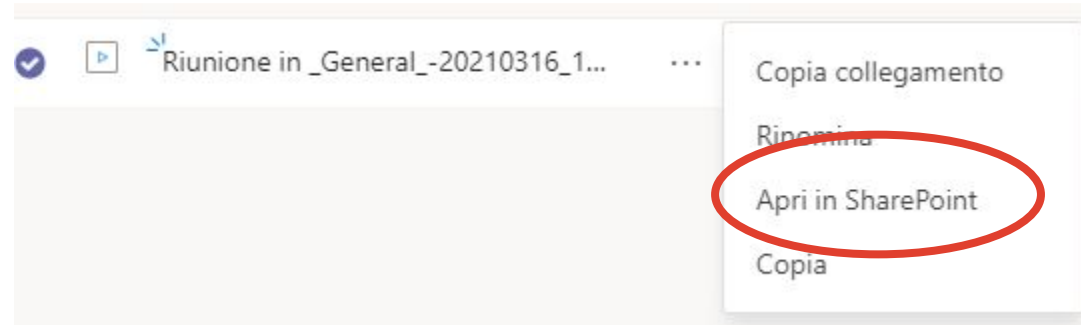 Riunione in _General_-20210316_1...
...
Copia collegamento
Rinomina
Apri in SharePoint
Copia